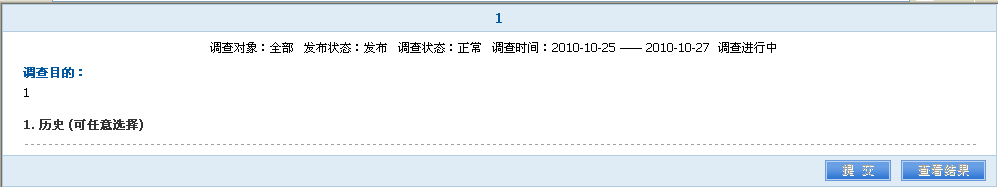 1
调查对象：全部 发布状态：发布 调查状态：正常 调查时间：2010-10-25 —— 2010-10-27 调查进行中
调查目的：
1
1. 历史 (可任意选择)
提 交 查看结果